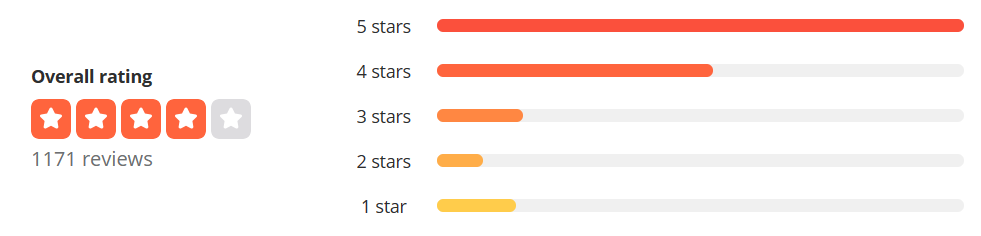 Overall rating
1171 reviews
5 stars
4 stars
3 stars
2 stars
1 star